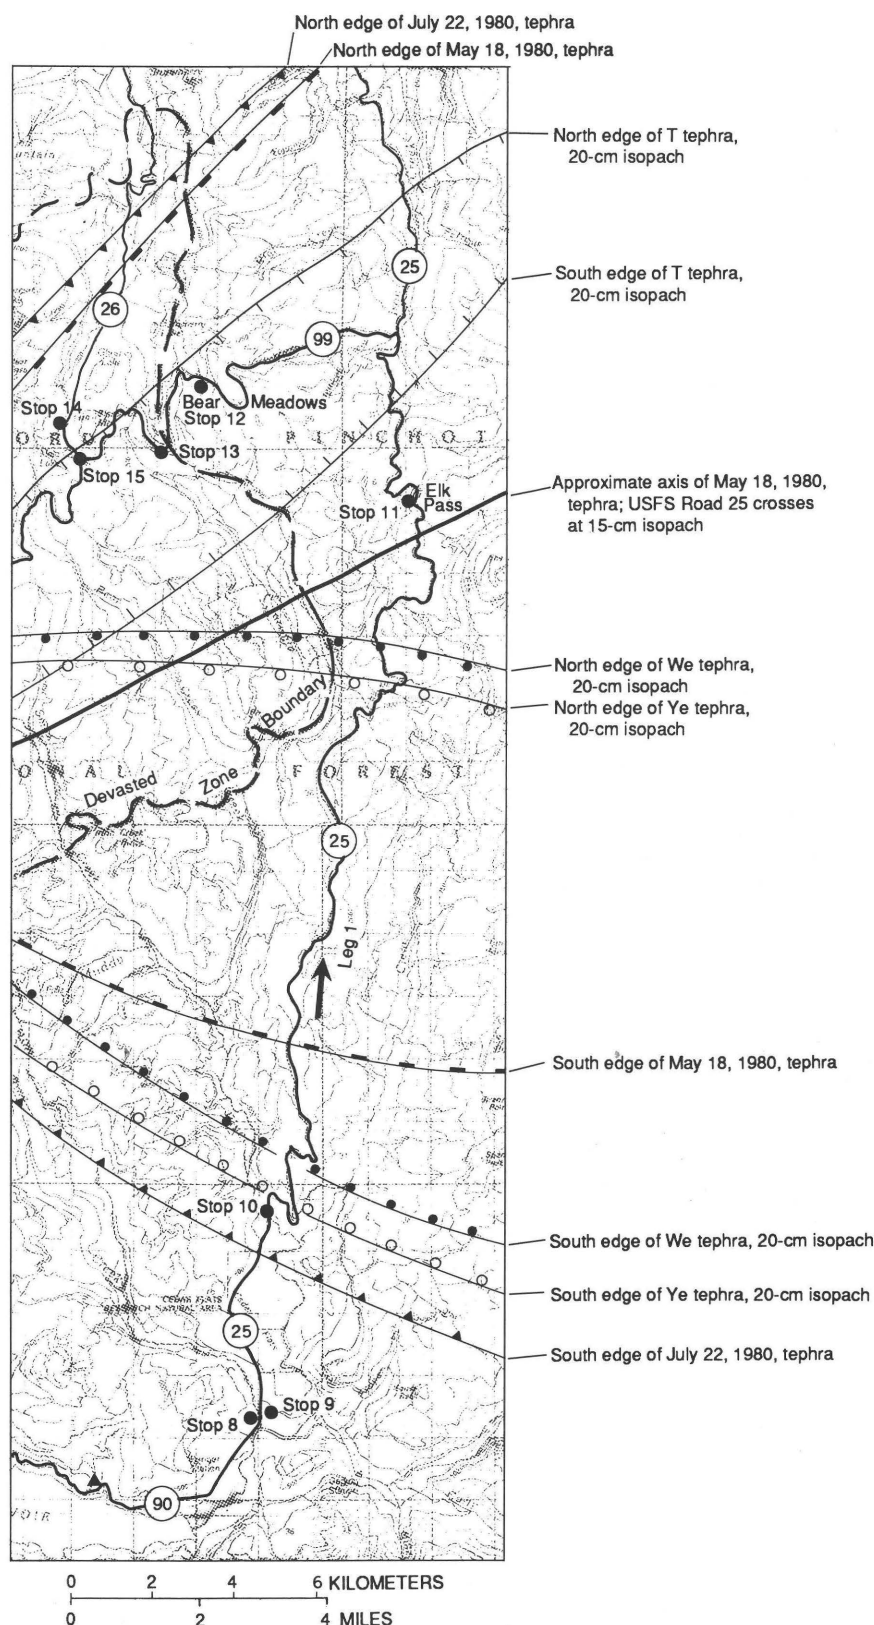 North edge of July 22, 1980, tephra
North edge of May 18, 1980, tephra
North edge of T tephra,
20-cm isopach
25
South edge of T tephra,
20-cm isopach
26
99
Bear Meadows
Stop 12
Stop 14
O R D
P I N C H O T
Stop 13
Stop 15
Elk
Pass
Stop 11
Approximate axis of May 18, 1980,
tephra; USFS Road 25 crosses
at 15-cm isopach
North edge of We tephra,
20-cm isopach
North edge of Ye tephra,
20-cm isopach
Devasted Zone Boundary
O N A L
F O R E S T
25
Leg 1
South edge of May 18, 1980, tephra
Stop 10
South edge of We tephra, 20-cm isopach
South edge of Ye tephra, 20-cm isopach
CEDAR FLATS
RESEARCH NATURAL AREA
25
South edge of July 22, 1980, tephra
Stop 8
Stop 9
90
VOIR
0 2 4 6 KILOMETERS
0 2 4 MILES